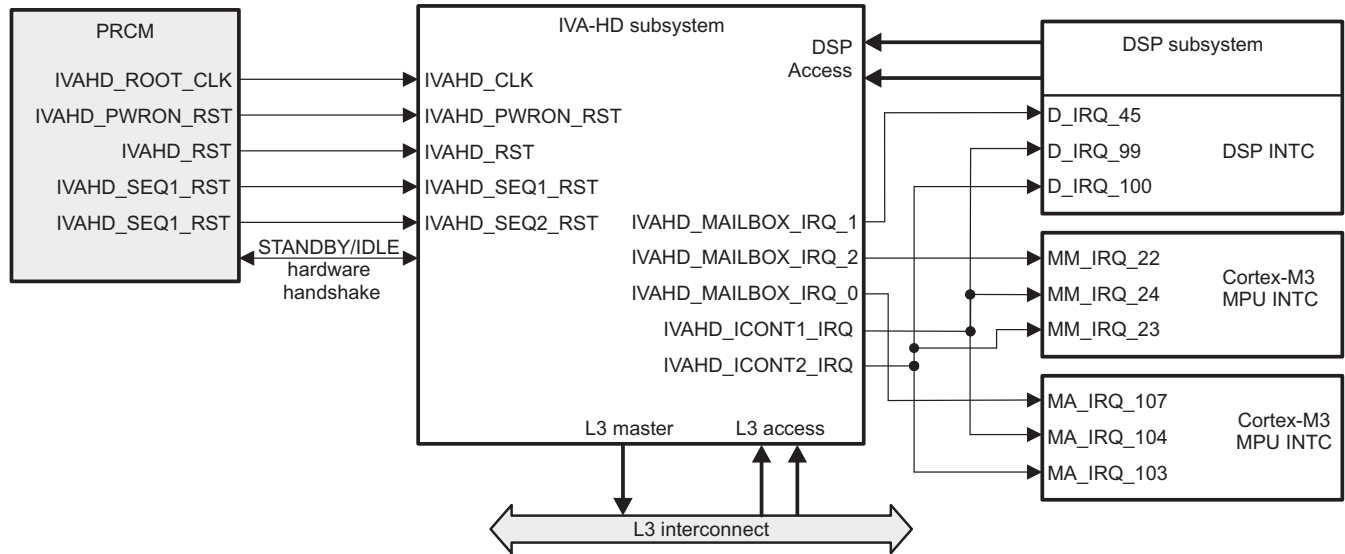 PRCM
IVAHD_ROOT_CLK
IVAHD_PWRON_RST
IVAHD_RST
IVAHD_SEQ1_RST
IVAHD_SEQ1_RST
STANDBY/IDLE
hardware
handshake
IVA-HD subsystem
IVAHD_CLK
IVAHD_PWRON_RST
IVAHD_RST
IVAHD_SEQ1_RST
IVAHD_SEQ2_RST
DSP
Access
IVAHD_MAILBOX_IRQ_1
IVAHD_MAILBOX_IRQ_2
IVAHD_MAILBOX_IRQ_0
IVAHD_ICONT1_IRQ
IVAHD_ICONT2_IRQ
L3 master
L3 access
DSP subsystem
D_IRQ_45
D_IRQ_99
D_IRQ_100
DSP INTC
MM_IRQ_22
MM_IRQ_24
MM_IRQ_23
Cortex-M3
MPU INTC
MA_IRQ_107
MA_IRQ_104
MA_IRQ_103
Cortex-M3
MPU INTC
L3 interconnect